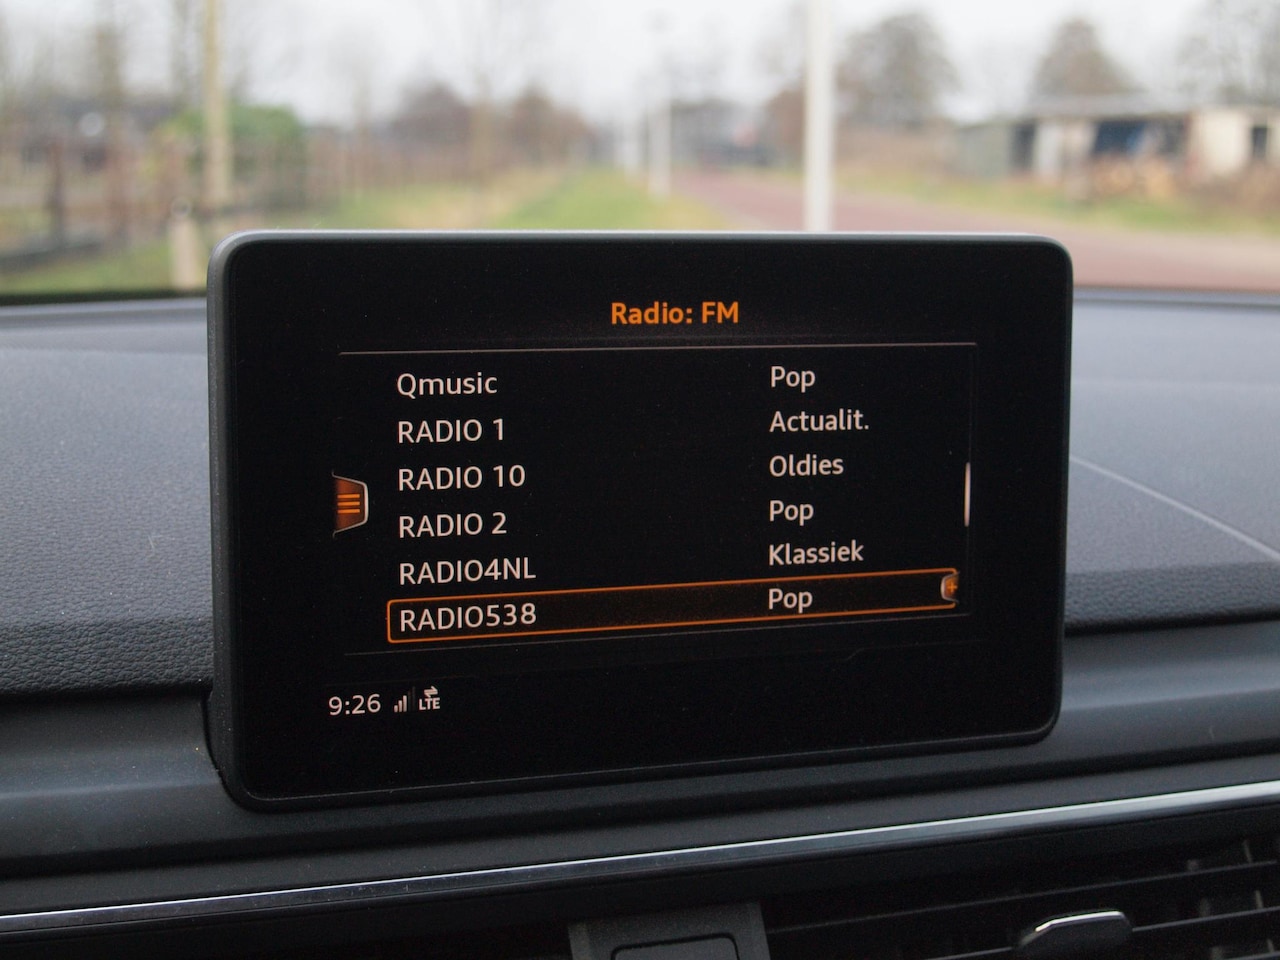 Radio: FM
Qmusic Pop
RADIO 1 Actualit.
RADIO 10 Oldies
RADIO 2 Pop
RADIO4NL Klassiek
RADIO538 Pop
9:26 LTE